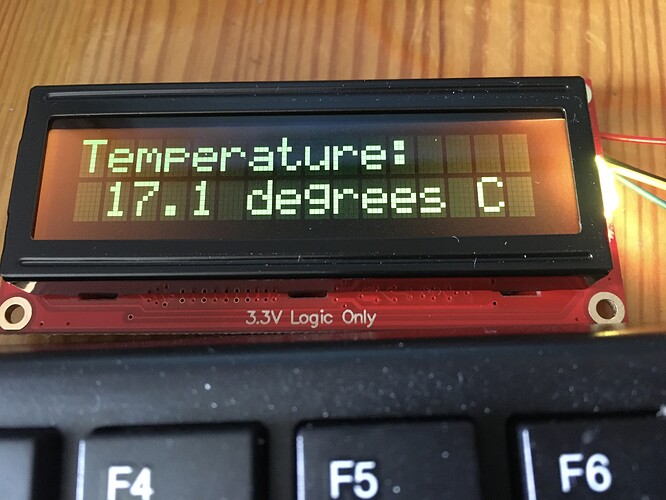 Temperature:
17.1 degrees C
3.3V Logic Only
F4 F5 F6